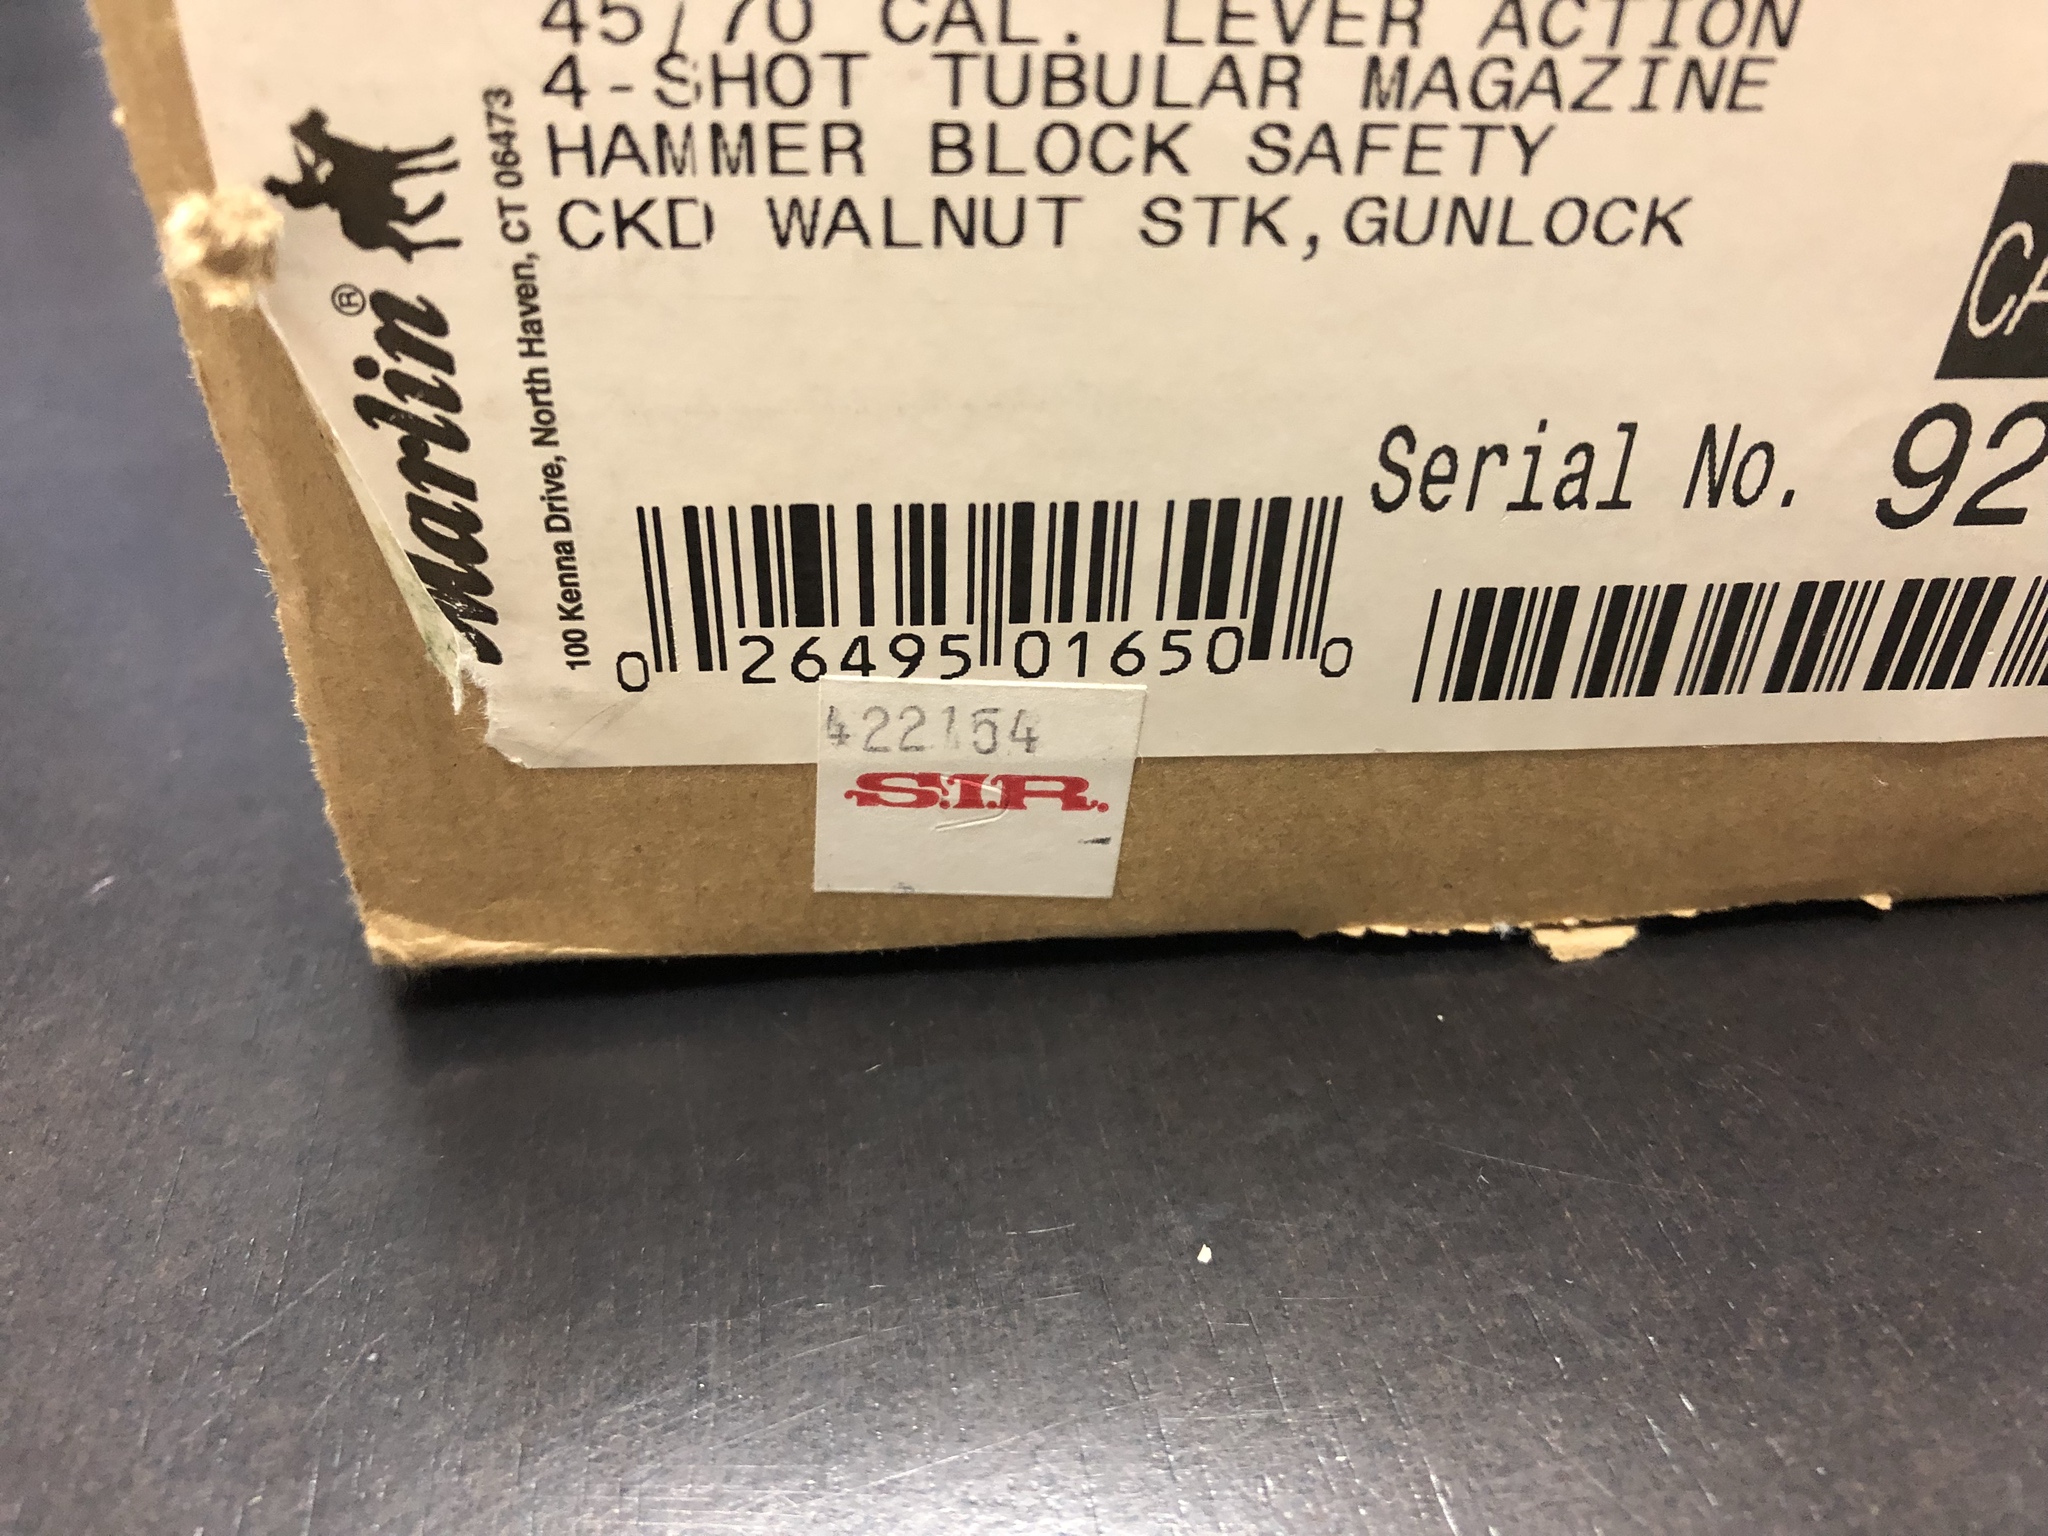 45/70 CAL. LEVER ACTION
4-SHOT TUBULAR MAGAZINE
HAMMER BLOCK SAFETY
CKD WALNUT STK,GUNLOCK
Marlin®
100 Kenna Drive, North Haven, CT 06473
Serial No. 92
0 26495 01650 0
422154
S.I.R.